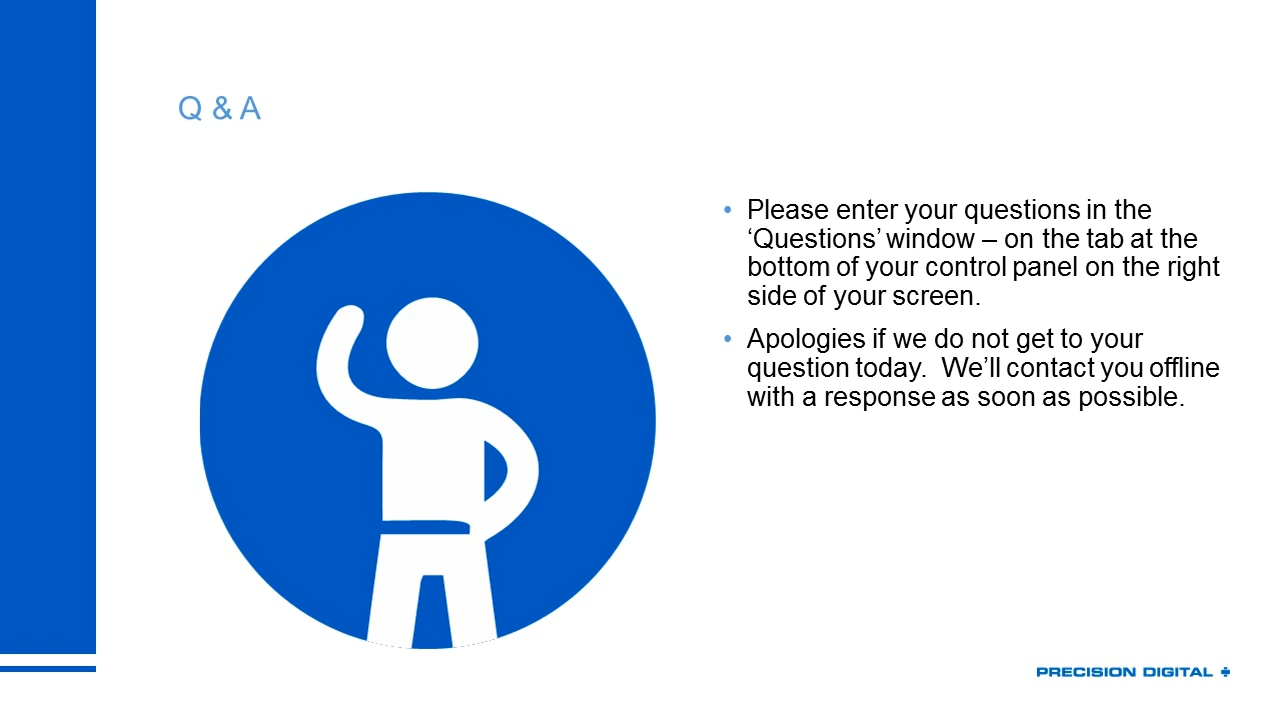 Q & A
• Please enter your questions in the
‘Questions’ window – on the tab at the
bottom of your control panel on the right
side of your screen.
• Apologies if we do not get to your
question today.  We’ll contact you offline
with a response as soon as possible.
PRECISION DIGITAL